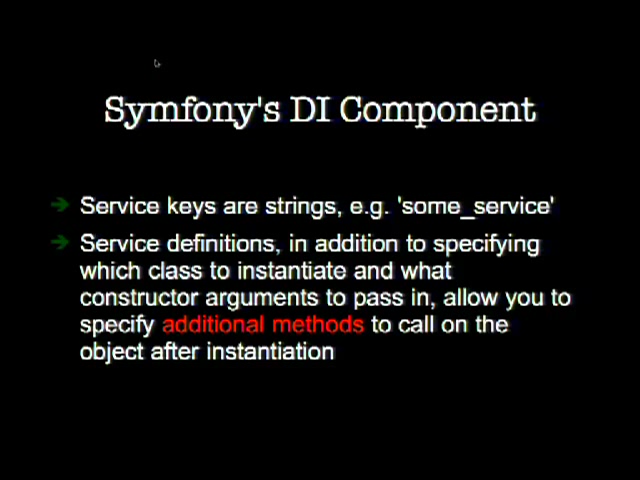 Symfony's DI Component
Service keys are strings, e.g. 'some_service'
Service definitions, in addition to specifying
which class to instantiate and what
constructor arguments to pass in, allow you to
specify additional methods to call on the
object after instantiation